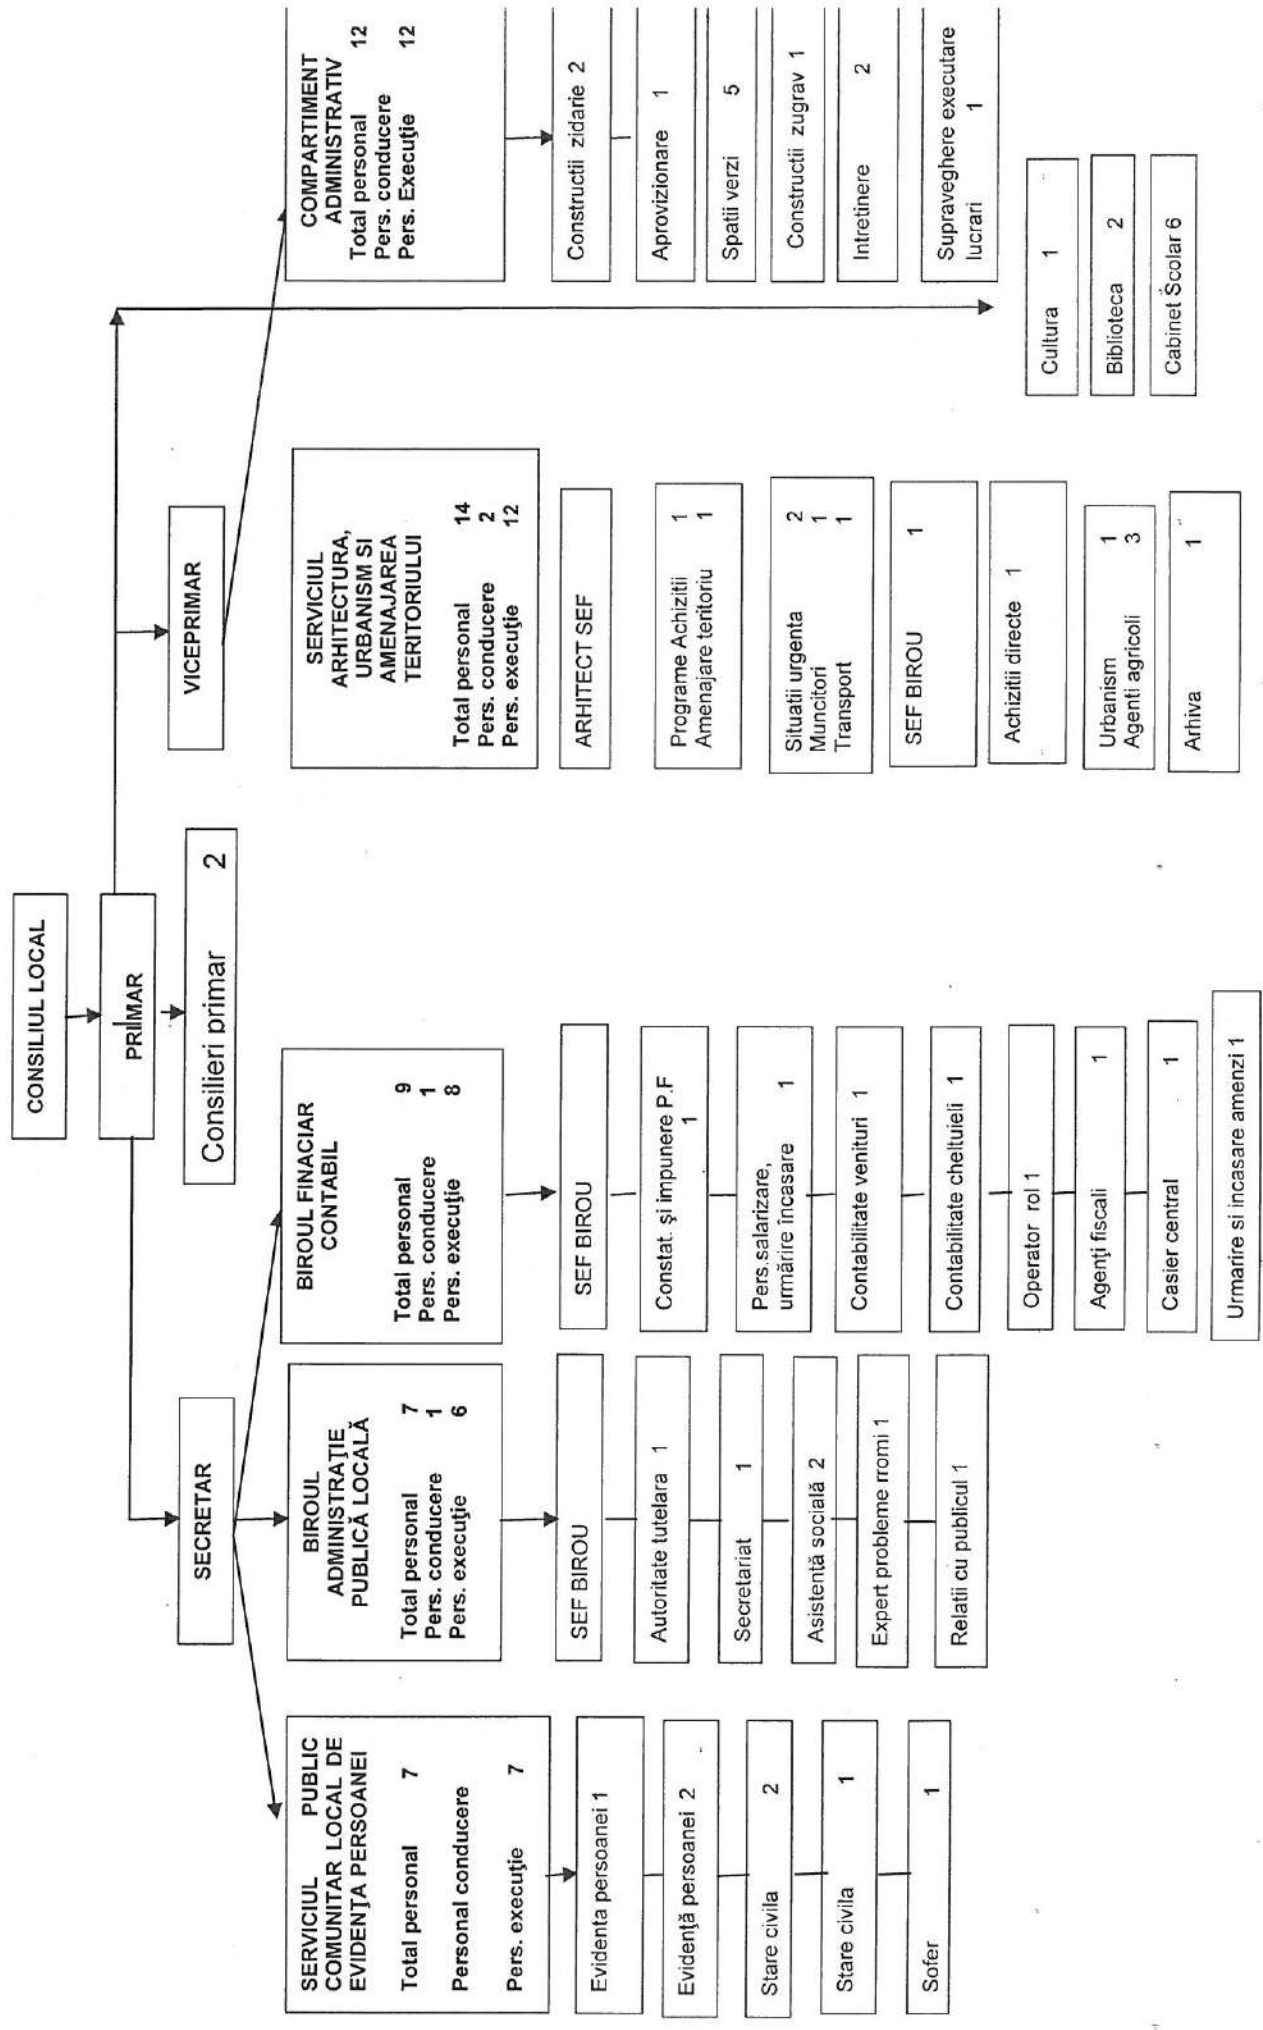 CONSILIUL LOCAL
PRIMAR
Consilieri primar 2
SECRETAR
VICEPRIMAR
SERVICIUL PUBLIC
COMUNITAR LOCAL DE
EVIDENŢA PERSOANEI
Total personal 7
Personal conducere
Pers. execuţie 7
Evidenta persoanei 1
Evidenţă persoanei 2
Stare civila 2
Stare civila 1
Sofer 1
BIROUL
ADMINISTRAŢIE
PUBLICĂ LOCALĂ
Total personal 7
Pers. conducere 1
Pers. execuţie 6
SEF BIROU
Autoritate tutelara 1
Secretariat 1
Asistentă socială 2
Expert probleme rromi 1
Relatii cu publicul 1
BIROUL FINACIAR
CONTABIL
Total personal 9
Pers. conducere 1
Pers. execuţie 8
SEF BIROU
Constat. şi impunere P.F
1
Pers.salarizare,
urmărire încasare 1
Contabilitate venituri 1
Contabilitate cheltuieli 1
Operator rol 1
Agenţi fiscali 1
Casier central 1
Urmarire si incasare amenzi 1
SERVICIUL
ARHITECTURA,
URBANISM SI
AMENAJAREA
TERITORIULUI
Total personal 14
Pers. conducere 2
Pers. execuţie 12
ARHITECT SEF
Programe Achizitii 1
Amenajare teritoriu 1
Situatii urgenta 2
Muncitori 1
Transport 1
SEF BIROU 1
Achizitii directe 1
Urbanism 1
Agenti agricoli 3
Arhiva 1
COMPARTIMENT
ADMINISTRATIV
Total personal 12
Pers. conducere
Pers. Execuţie 12
Constructii zidarie 2
Aprovizionare 1
Spatii verzi 5
Constructii zugrav 1
Intretinere 2
Supraveghere executare
lucrari 1
Cultura 1
Biblioteca 2
Cabinet Scolar 6